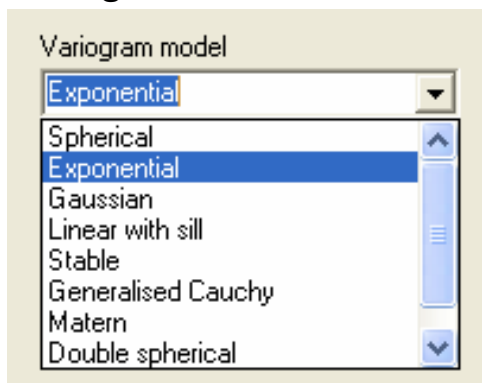 Variogram model
Exponential
Spherical
Exponential
Gaussian
Linear with sill
Stable
Generalised Cauchy
Matern
Double spherical